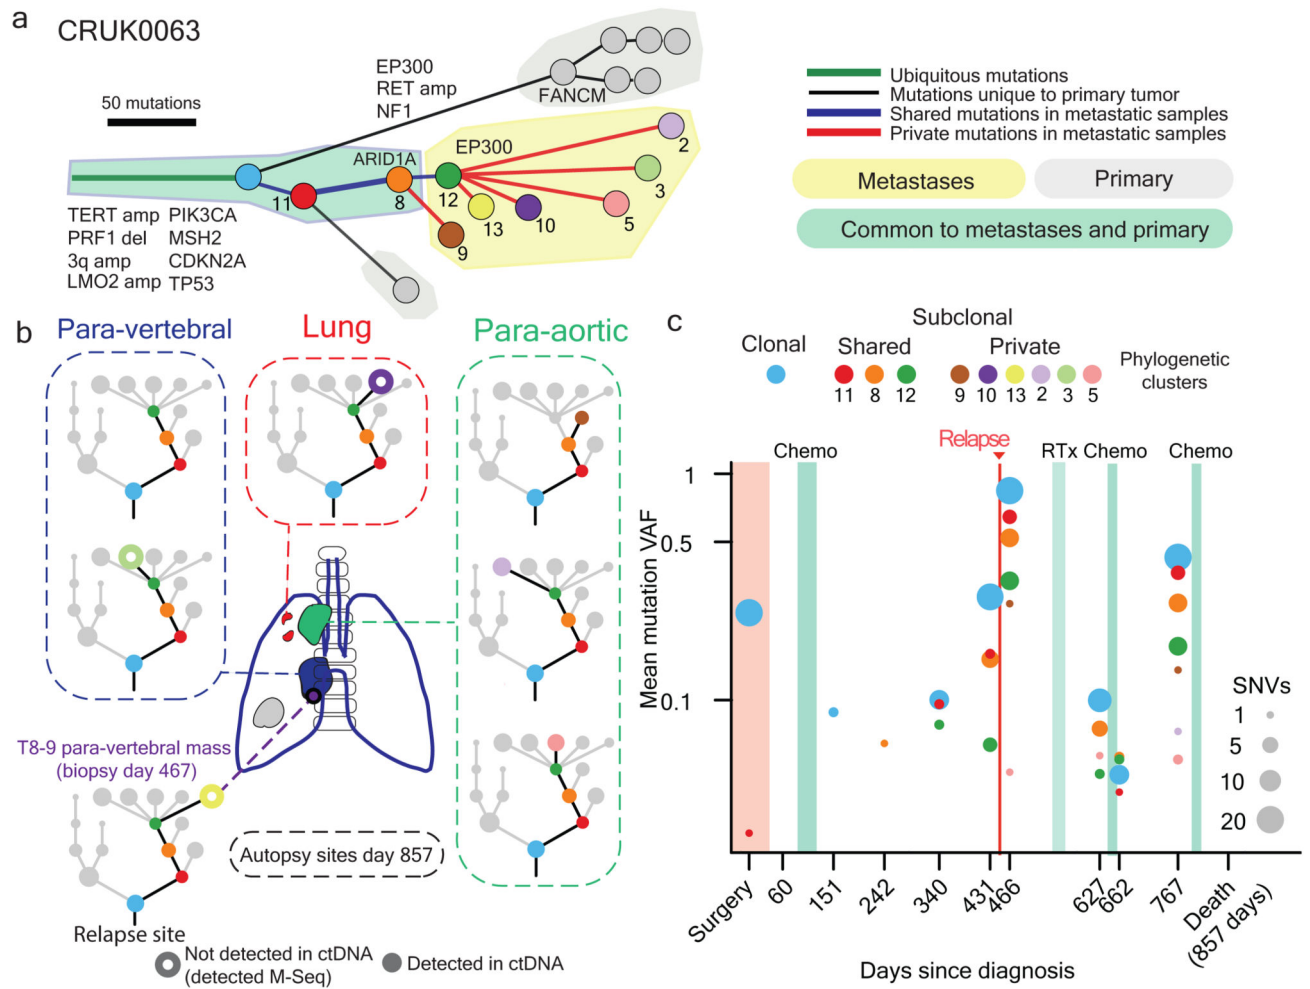 a
CRUK0063
50 mutations
EP300
RET amp
NF1
FANCM
ARID1A
EP300
11
8
12
9
13
10
5
3
2
TERT amp PIK3CA
PRF1 del MSH2
3q amp CDKN2A
LMO2 amp TP53
Ubiquitous mutations
Mutations unique to primary tumor
Shared mutations in metastatic samples
Private mutations in metastatic samples
Metastases
Primary
Common to metastases and primary
b
Para-vertebral
Lung
Para-aortic
T8-9 para-vertebral mass
(biopsy day 467)
Autopsy sites day 857
Relapse site
Not detected in ctDNA
(detected M-Seq)
Detected in ctDNA
c
Subclonal
Clonal
Shared
Private
Phylogenetic
clusters
11 8 12 9 10 13 2 3 5
Relapse
Chemo
RTx Chemo
Chemo
Mean mutation VAF
1
0.5
0.1
SNVs
1
5
10
20
Surgery
60
151
242
340
431
466
627
662
767
Death
(857 days)
Days since diagnosis